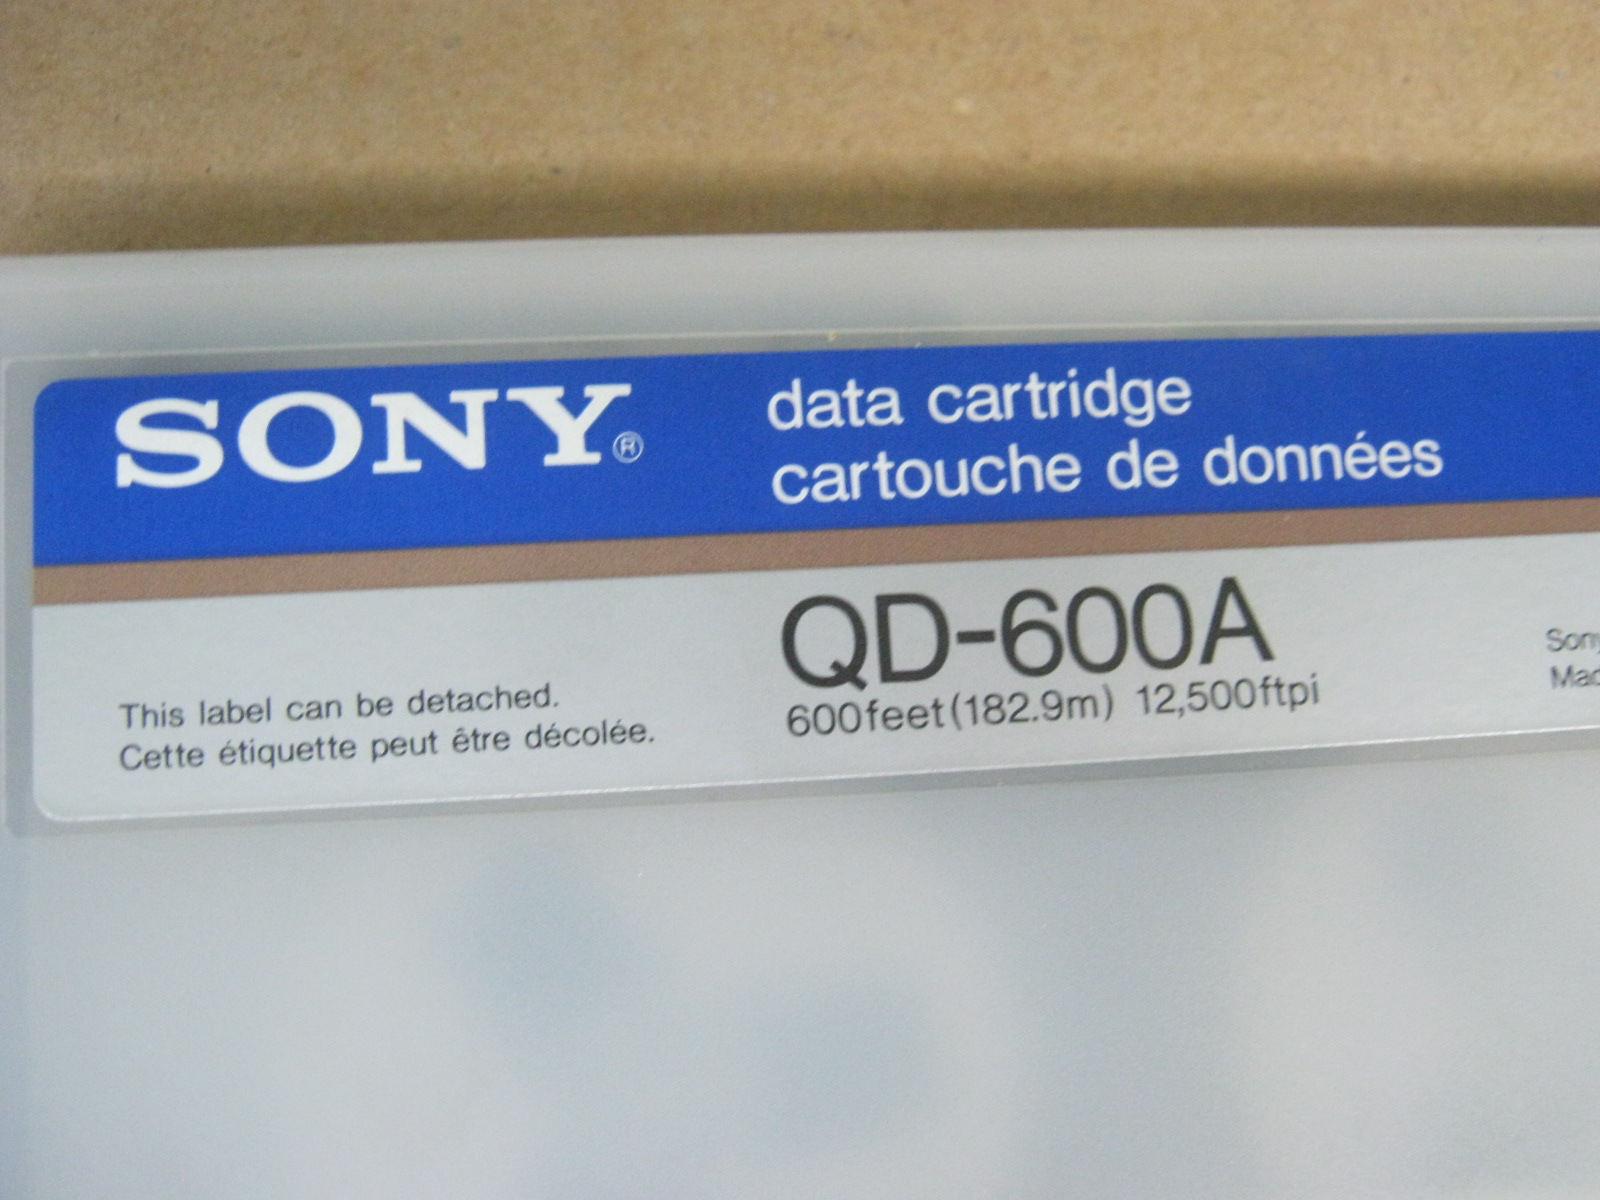 SONY®
data cartridge
cartouche de données
QD-600A
600feet(182.9m) 12,500ftpi
This label can be detached.
Cette étiquette peut être décolée.